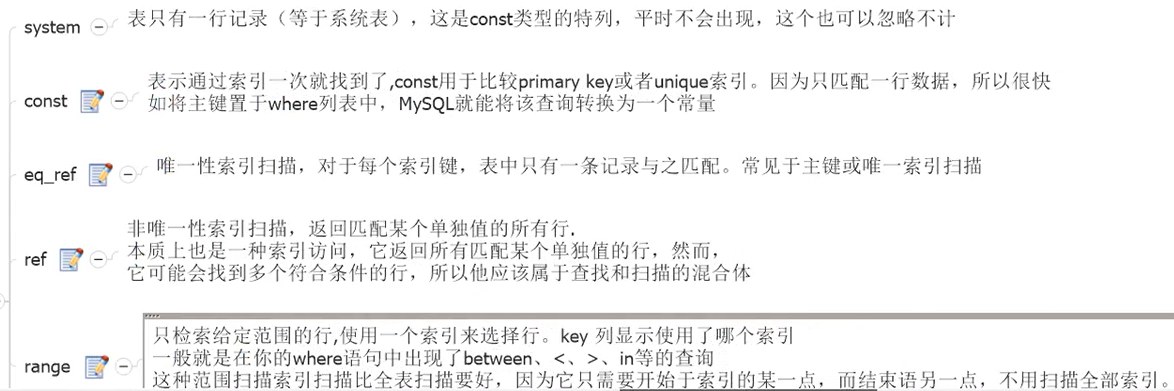 system
表只有一行记录（等于系统表），这是const类型的特列，平时不会出现，这个也可以忽略不计
const
表示通过索引一次就找到了,const用于比较primary key或者unique索引。因为只匹配一行数据，所以很快
如将主键置于where列表中，MySQL就能将该查询转换为一个常量
eq_ref
唯一性索引扫描，对于每个索引键，表中只有一条记录与之匹配。常见于主键或唯一索引扫描
ref
非唯一性索引扫描，返回匹配某个单独值的所有行.
本质上也是一种索引访问，它返回所有匹配某个单独值的行，然而，
它可能会找到多个符合条件的行，所以他应该属于查找和扫描的混合体
range
只检索给定范围的行,使用一个索引来选择行。key 列显示使用了哪个索引
一般就是在你的where语句中出现了between、<、>、in等的查询
这种范围扫描索引扫描比全表扫描要好，因为它只需要开始于索引的某一点，而结束语另一点，不用扫描全部索引。